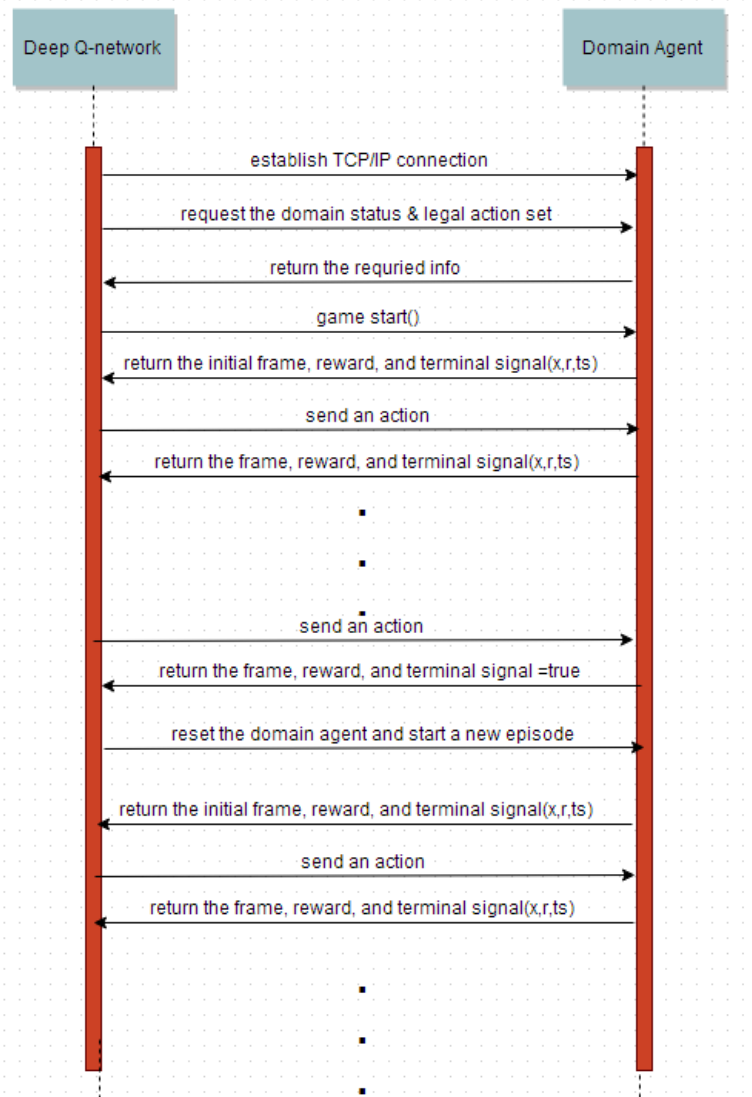 Deep Q-network
Domain Agent
establish TCP/IP connection
request the domain status & legal action set
return the requried info
game start()
return the initial frame, reward, and terminal signal(x,r,ts)
send an action
return the frame, reward, and terminal signal(x,r,ts)
send an action
return the frame, reward, and terminal signal =true
reset the domain agent and start a new episode
return the initial frame, reward, and terminal signal(x,r,ts)
send an action
return the frame, reward, and terminal signal(x,r,ts)